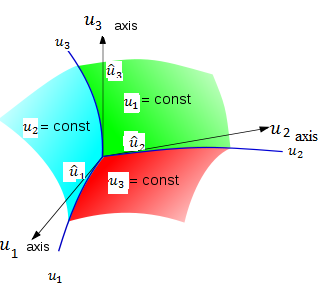 u₃ axis
u₃
û₃
u₁ = const
u₂ = const
û₂
u₂ axis
u₂
û₁
u₃ = const
u₁ axis
u₁